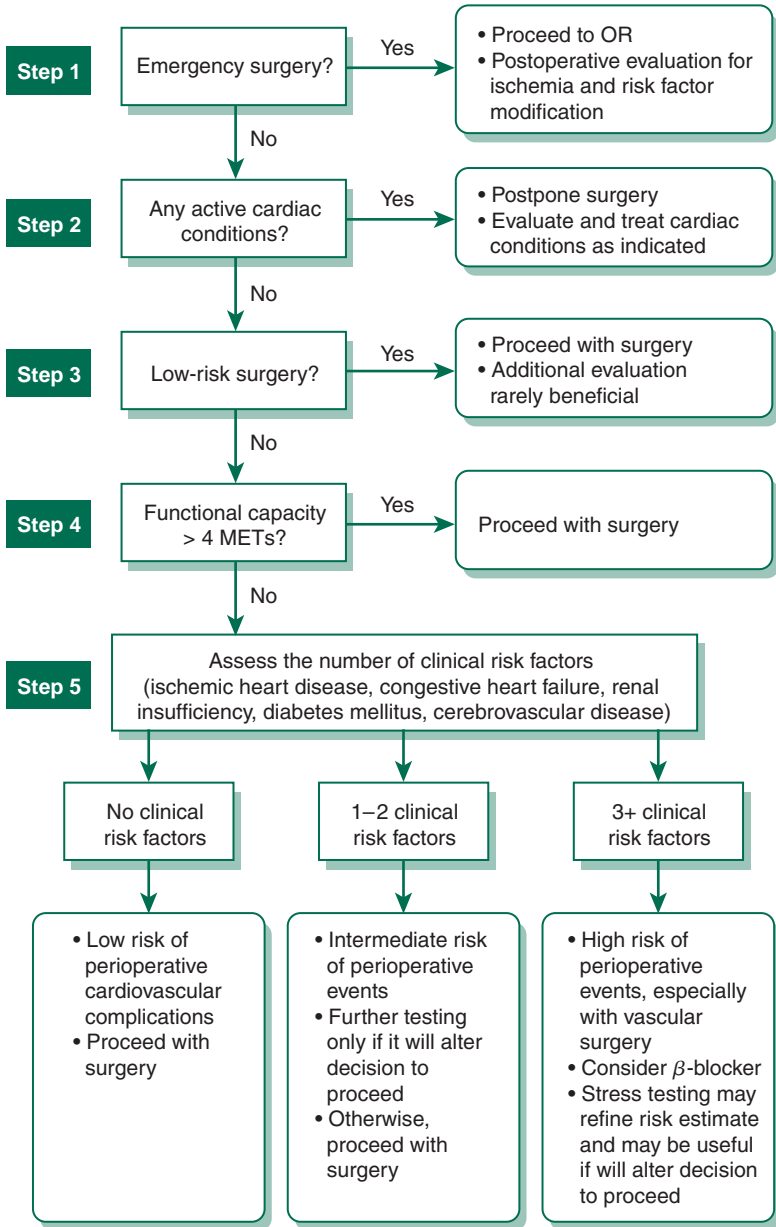 Step 1
Emergency surgery?
Yes
• Proceed to OR
• Postoperative evaluation for
ischemia and risk factor
modification
No
Step 2
Any active cardiac
conditions?
Yes
• Postpone surgery
• Evaluate and treat cardiac
conditions as indicated
No
Step 3
Low-risk surgery?
Yes
• Proceed with surgery
• Additional evaluation
rarely beneficial
No
Step 4
Functional capacity
> 4 METs?
Yes
Proceed with surgery
No
Step 5
Assess the number of clinical risk factors
(ischemic heart disease, congestive heart failure, renal
insufficiency, diabetes mellitus, cerebrovascular disease)
No clinical
risk factors
• Low risk of
perioperative
cardiovascular
complications
• Proceed with
surgery
1–2 clinical
risk factors
• Intermediate risk
of perioperative
events
• Further testing
only if it will alter
decision to
proceed
• Otherwise,
proceed with
surgery
3+ clinical
risk factors
• High risk of
perioperative
events, especially
with vascular
surgery
• Consider β-blocker
• Stress testing may
refine risk estimate
and may be useful
if will alter decision
to proceed